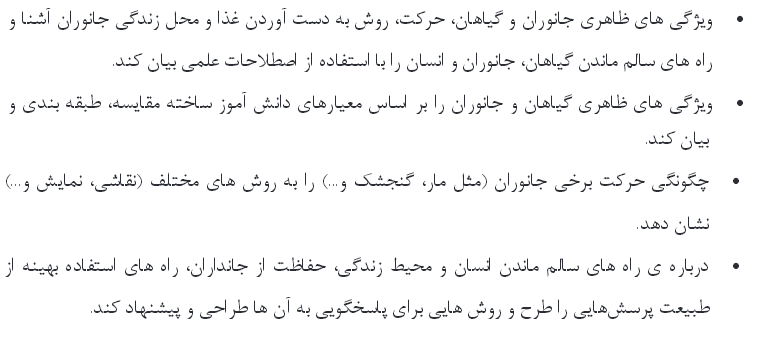 • ویژگی های ظاهری جانوران و گیاهان، حرکت، روش به دست آوردن غذا و محل زندگی جانوران آشنا و
راه های سالم ماندن گیاهان، جانوران و انسان را با استفاده از اصطلاحات علمی بیان کند.
• ویژگی های ظاهری گیاهان و جانوران را بر اساس معیارهای دانش آموز ساخته مقایسه، طبقه بندی و
بیان کند.
• چگونگی حرکت برخی جانوران (مثل مار، گنجشک و...) را به روش های مختلف (نقاشی، نمایش و...)
نشان دهد.
• درباره ی راه های سالم ماندن انسان و محیط زندگی، حفاظت از جانداران، راه های استفاده بهینه از
طبیعت پرسش‌هایی را طرح و روش هایی برای پاسخگویی به آن ها طراحی و پیشنهاد کند.